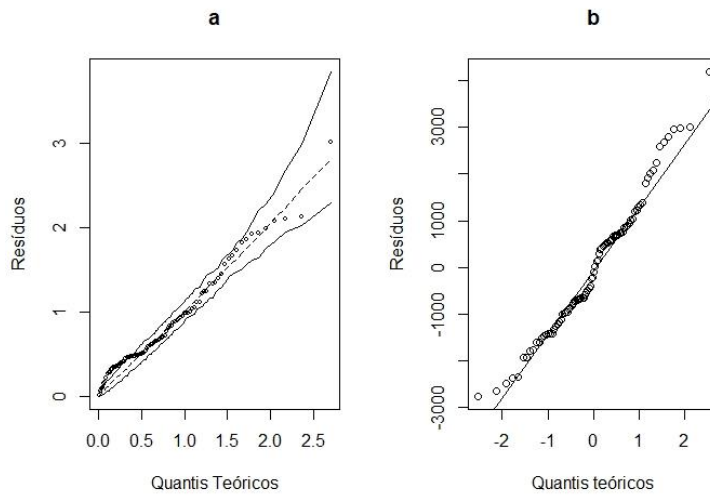 a
b
Resíduos
0
1
2
3
0.0 0.5 1.0 1.5 2.0 2.5
Quantis Teóricos
Resíduos
-3000
-1000
0
1000
3000
-2 -1 0 1 2
Quantis teóricos